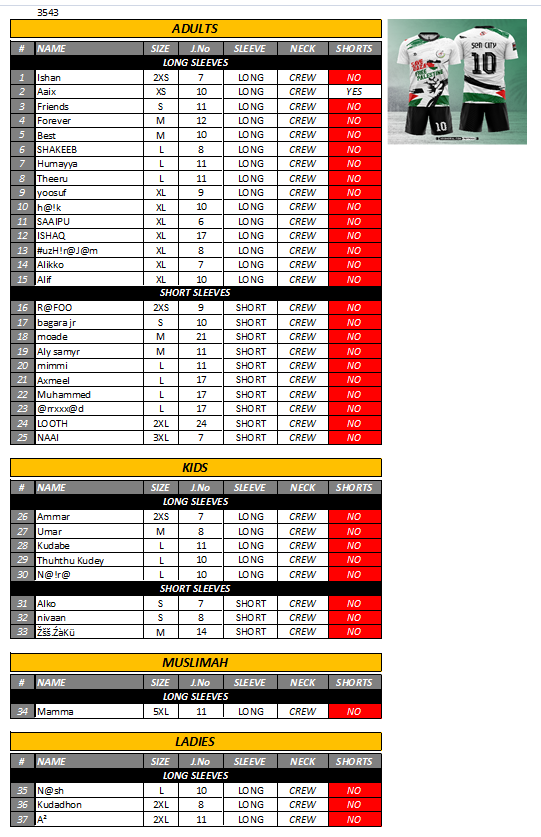 3543
ADULTS
# NAME SIZE J.No SLEEVE NECK SHORTS
LONG SLEEVES
1 Ishan 2XS 7 LONG CREW NO
2 Aaix XS 10 LONG CREW YES
3 Friends S 11 LONG CREW NO
4 Forever M 12 LONG CREW NO
5 Best M 10 LONG CREW NO
6 SHAKEEB L 8 LONG CREW NO
7 Humayya L 11 LONG CREW NO
8 Theeru L 11 LONG CREW NO
9 yoosuf XL 9 LONG CREW NO
10 h@!k XL 10 LONG CREW NO
11 SAAIPU XL 6 LONG CREW NO
12 ISHAQ XL 17 LONG CREW NO
13 #uzH!r@J@m XL 8 LONG CREW NO
14 Alikko XL 7 LONG CREW NO
15 Alif XL 10 LONG CREW NO
SHORT SLEEVES
16 R@FOO 2XS 9 SHORT CREW NO
17 bagara jr S 10 SHORT CREW NO
18 moade M 21 SHORT CREW NO
19 Aly samyr M 11 SHORT CREW NO
20 mimmi L 11 SHORT CREW NO
21 Axmeel L 17 SHORT CREW NO
22 Muhammed L 17 SHORT CREW NO
23 @rrxxx@d L 17 SHORT CREW NO
24 LOOTH 2XL 24 SHORT CREW NO
25 NAAI 3XL 7 SHORT CREW NO
KIDS
# NAME SIZE J.No SLEEVE NECK SHORTS
LONG SLEEVES
26 Ammar 2XS 7 LONG CREW NO
27 Umar M 8 LONG CREW NO
28 Kudabe L 11 LONG CREW NO
29 Thuhthu Kudey L 10 LONG CREW NO
30 N@!r@ L 10 LONG CREW NO
SHORT SLEEVES
31 Alko S 7 SHORT CREW NO
32 nivaan S 8 SHORT CREW NO
33 M 14 SHORT CREW NO
MUSLIMAH
# NAME SIZE J.No SLEEVE NECK SHORTS
LONG SLEEVES
34 Mamma 5XL 11 LONG CREW NO
LADIES
# NAME SIZE J.No SLEEVE NECK SHORTS
LONG SLEEVES
35 N@sh L 10 LONG CREW NO
36 Kudadhon 2XL 8 LONG CREW NO
37 A² 2XL 11 LONG CREW NO
SEN CITY
10
PALESTINE
10